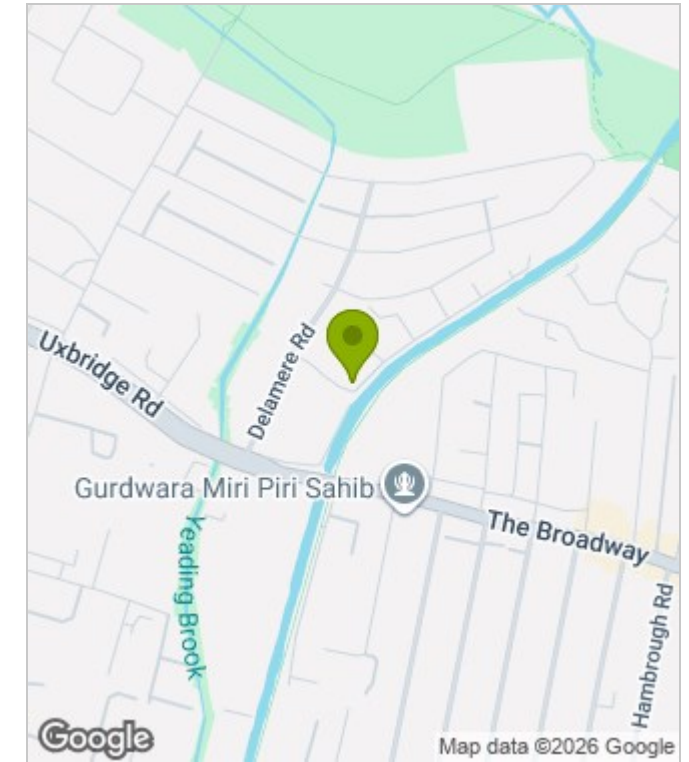 Uxbridge Rd
Delamere Rd
Gurdwara Miri Piri Sahib
The Broadway
Yeading Brook
Hambrough Rd
Google
Map data ©2026 Google